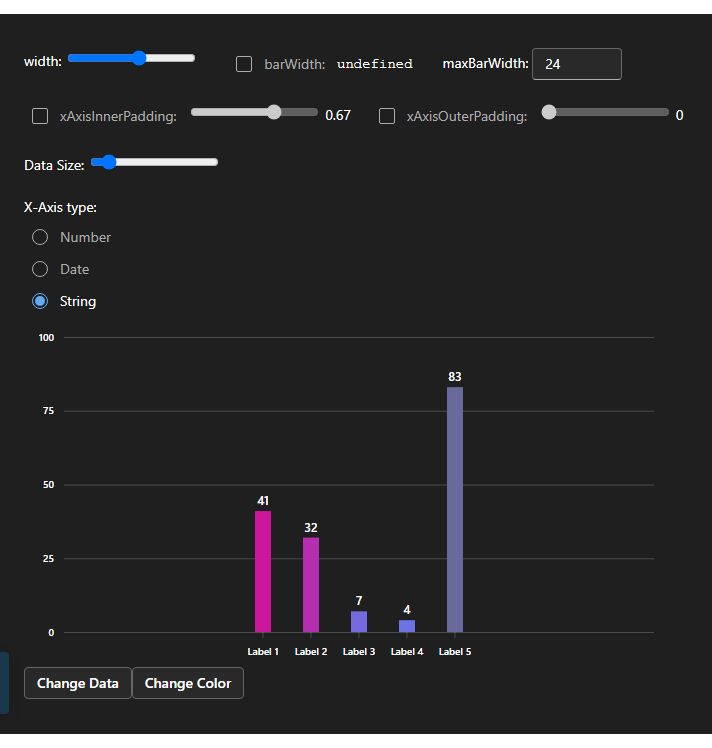 width: barWidth: undefined maxBarWidth: 24
xAxisInnerPadding: 0.67 xAxisOuterPadding: 0
Data Size:
X-Axis type:
Number
Date
String
100
83
75
50
41
32
25
7
4
0
Label 1 Label 2 Label 3 Label 4 Label 5
Change Data Change Color